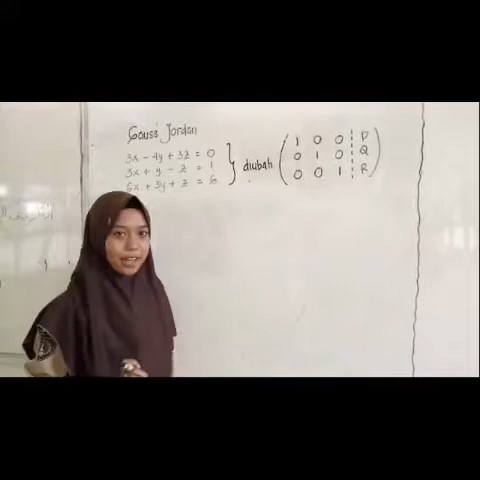 Gauss Jordan
3x - 4y + 3z = 0
3x + y - z = 1
6x + 3y + z = 6
diubah
1 0 0 P
0 1 0 Q
0 0 1 R